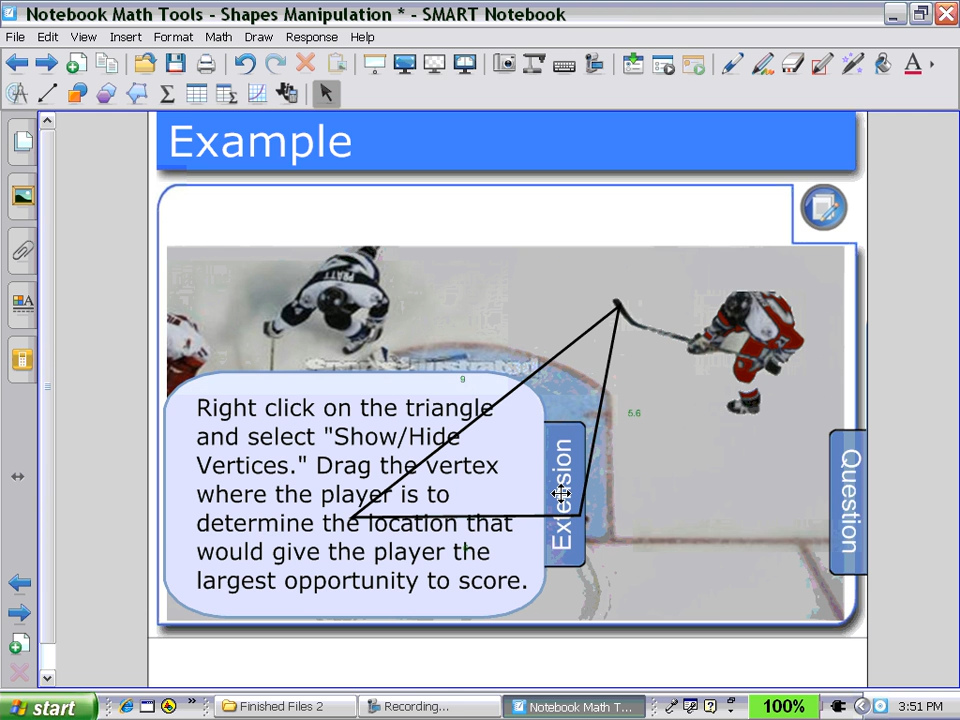 Notebook Math Tools - Shapes Manipulation * - SMART Notebook
File Edit View Insert Format Math Draw Response Help
Example
PRATT
Sports Illustrated
9
5.6
Right click on the triangle
and select "Show/Hide
Vertices." Drag the vertex
where the player is to
determine the location that
would give the player the
largest opportunity to score.
Extension
Question
start
Finished Files 2
Recording...
Notebook Math T...
100%
3:51 PM